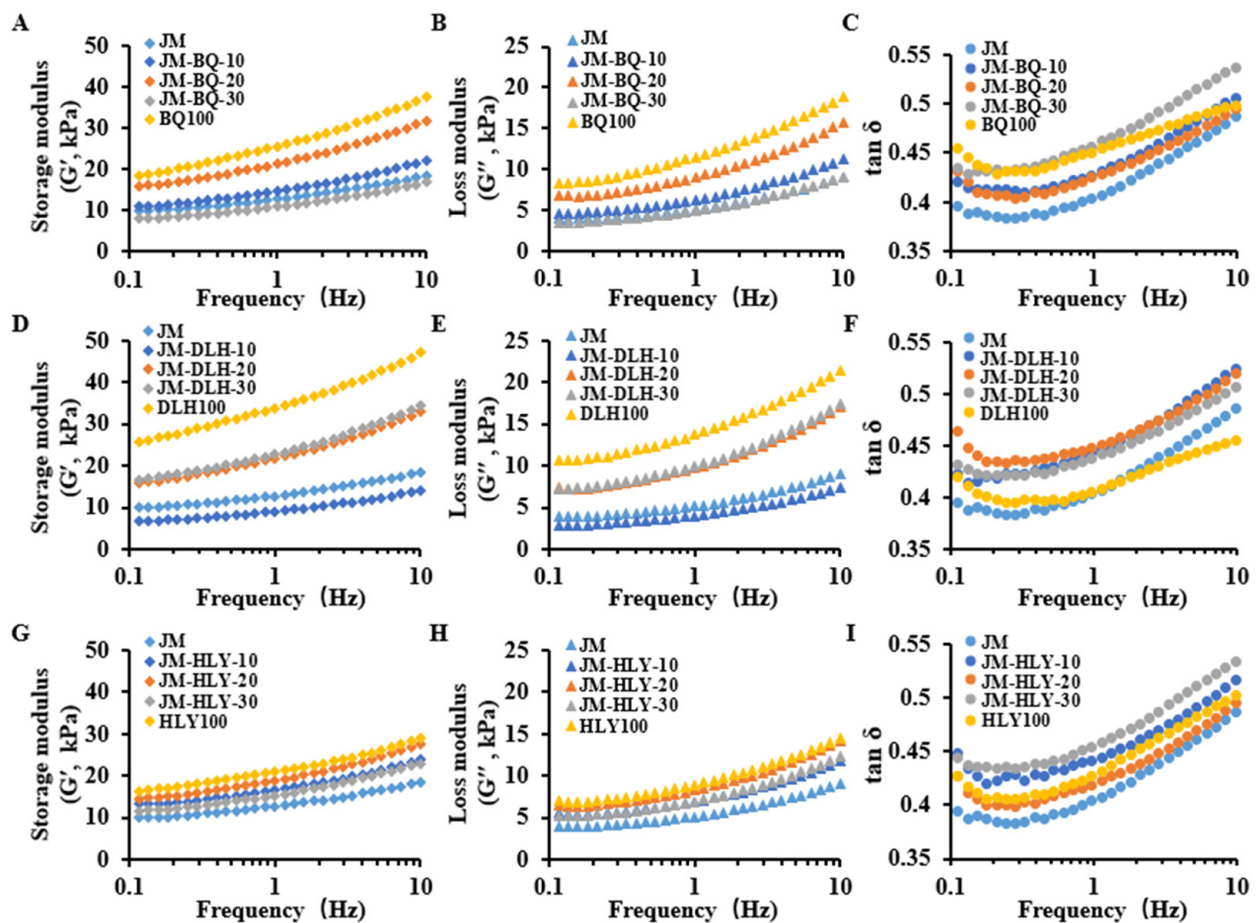 A
Storage modulus
(G′, kPa)
50
40
30
20
10
0
JM
JM-BQ-10
JM-BQ-20
JM-BQ-30
BQ100
0.1
1
10
Frequency (Hz)
B
Loss modulus
(G″, kPa)
25
20
15
10
5
0
JM
JM-BQ-10
JM-BQ-20
JM-BQ-30
BQ100
0.1
1
10
Frequency (Hz)
C
tan δ
0.55
0.5
0.45
0.4
0.35
JM
JM-BQ-10
JM-BQ-20
JM-BQ-30
BQ100
0.1
1
10
Frequency (Hz)
D
Storage modulus
(G′, kPa)
50
40
30
20
10
0
JM
JM-DLH-10
JM-DLH-20
JM-DLH-30
DLH100
0.1
1
10
Frequency (Hz)
E
Loss modulus
(G″, kPa)
25
20
15
10
5
0
JM
JM-DLH-10
JM-DLH-20
JM-DLH-30
DLH100
0.1
1
10
Frequency (Hz)
F
tan δ
0.55
0.5
0.45
0.4
0.35
JM
JM-DLH-10
JM-DLH-20
JM-DLH-30
DLH100
0.1
1
10
Frequency (Hz)
G
Storage modulus
(G′, kPa)
50
40
30
20
10
0
JM
JM-HLY-10
JM-HLY-20
JM-HLY-30
HLY100
0.1
1
10
Frequency (Hz)
H
Loss modulus
(G″, kPa)
25
20
15
10
5
0
JM
JM-HLY-10
JM-HLY-20
JM-HLY-30
HLY100
0.1
1
10
Frequency (Hz)
I
tan δ
0.55
0.5
0.45
0.4
0.35
JM
JM-HLY-10
JM-HLY-20
JM-HLY-30
HLY100
0.1
1
10
Frequency (Hz)